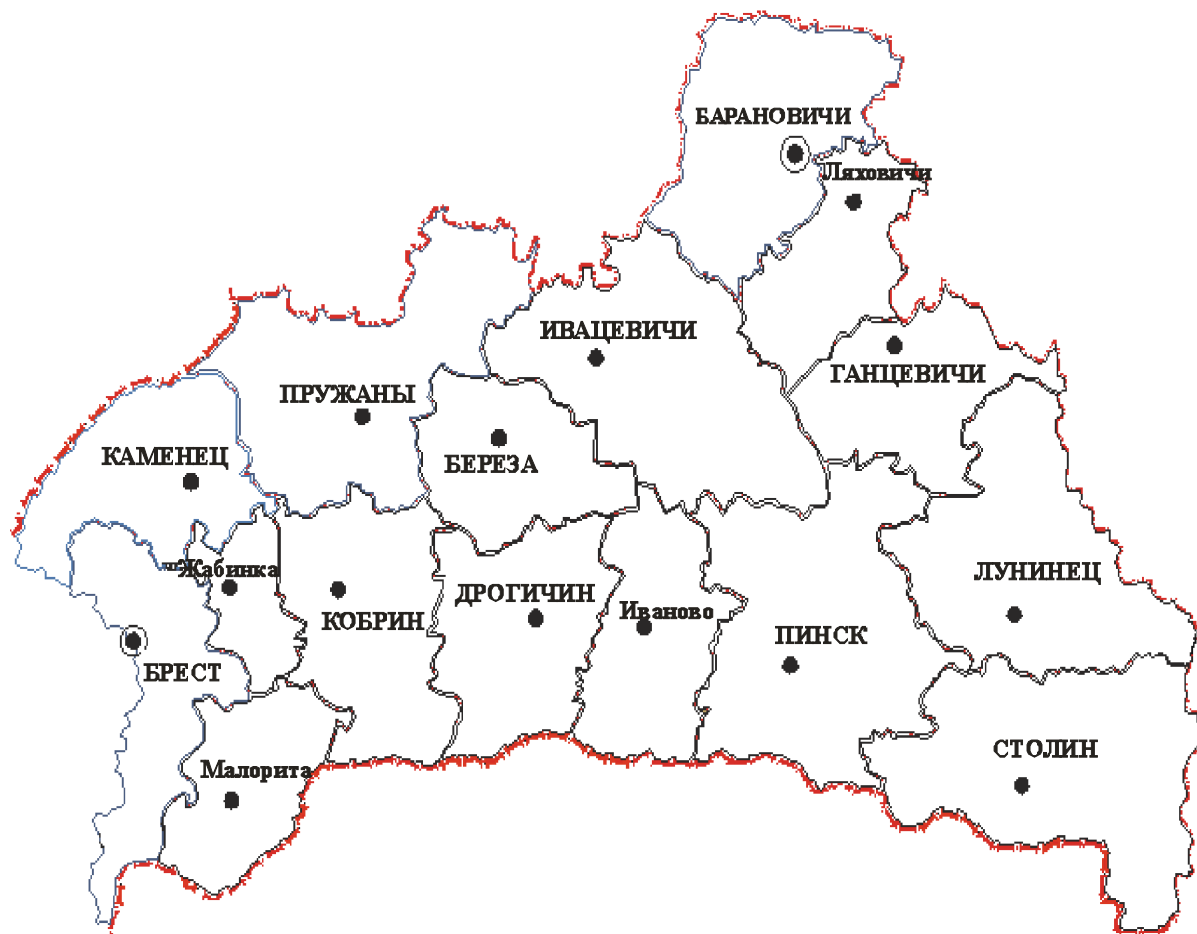 БАРАНОВИЧИ
Ляховичи
ИВАЦЕВИЧИ
ГАНЦЕВИЧИ
ПРУЖАНЫ
КАМЕНЕЦ
БЕРЕЗА
Жабинка
ЛУНИНЕЦ
ДРОГИЧИН
Иваново
КОБРИН
ПИНСК
БРЕСТ
СТОЛИН
Малорита